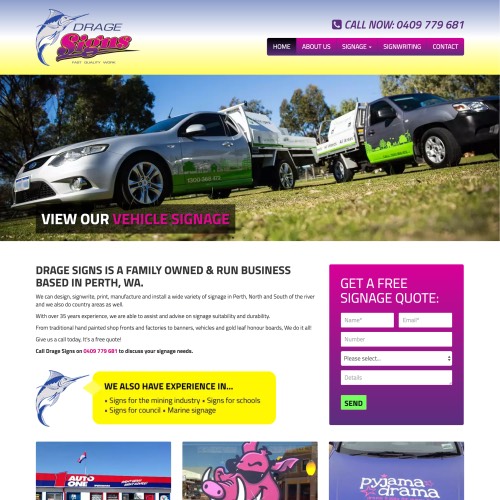 DRAGE
Signs
FAST QUALITY WORK
CALL NOW: 0409 779 681
HOME
ABOUT US
SIGNAGE
SIGNWRITING
CONTACT
VIEW OUR VEHICLE SIGNAGE
DRAGE SIGNS IS A FAMILY OWNED & RUN BUSINESS
BASED IN PERTH, WA.
We can design, signwrite, print, manufacture and install a wide variety of signage in Perth, North and South of the river
and we also do country areas as well.
With over 35 years experience, we are able to assist and advise on signage suitability and durability.
From traditional hand painted shop fronts and factories to banners, vehicles and gold leaf honour boards, We do it all!
Give us a call today, It's a free quote!
Call Drage Signs on 0409 779 681 to discuss your signage needs.
GET A FREE
SIGNAGE QUOTE:
Name*
Email*
Number
Please select...
Details
SEND
WE ALSO HAVE EXPERIENCE IN...
• Signs for the mining industry • Signs for schools
• Signs for council • Marine signage
AUTO
ONE
pyjama
drama